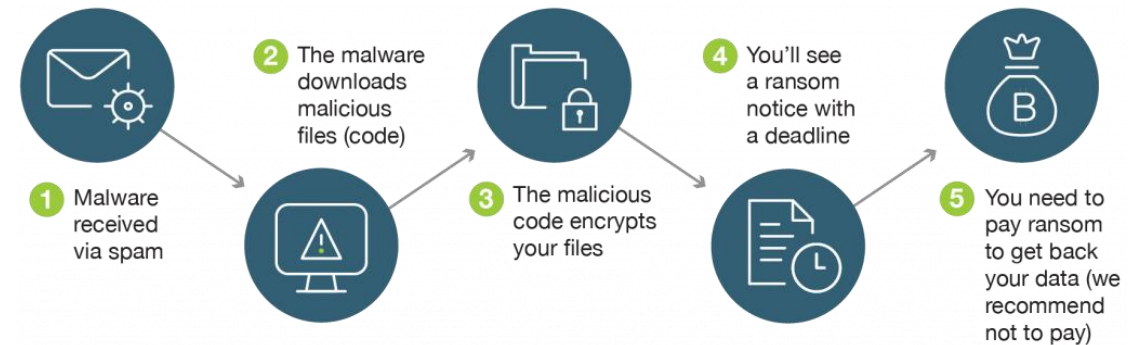 1 Malware
received
via spam
2 The malware
downloads
malicious
files (code)
3 The malicious
code encrypts
your files
4 You'll see
a ransom
notice with
a deadline
B
5 You need to
pay ransom
to get back
your data (we
recommend
not to pay)